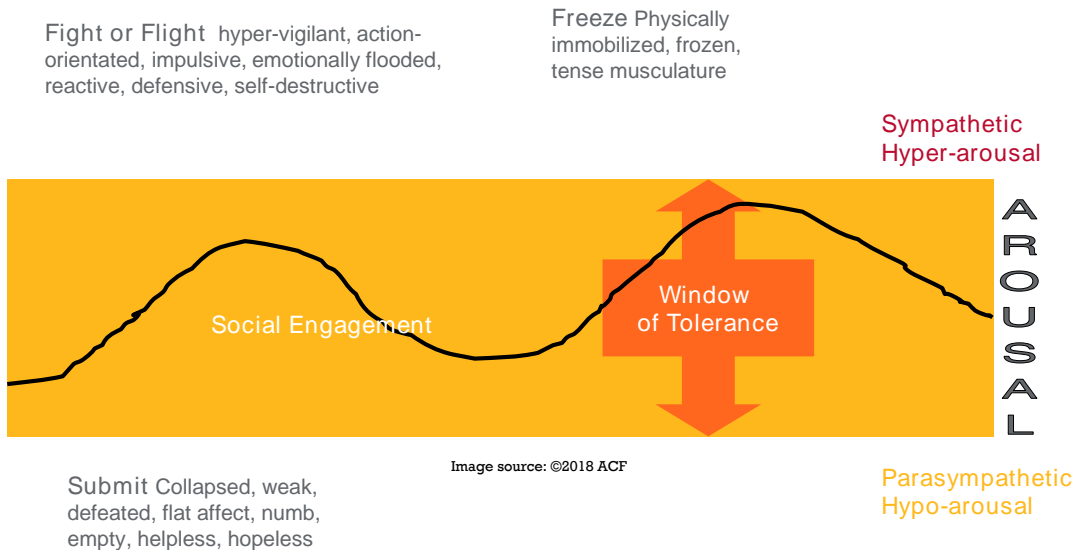 Fight or Flight hyper-vigilant, action-
orientated, impulsive, emotionally flooded,
reactive, defensive, self-destructive
Freeze Physically
immobilized, frozen,
tense musculature
Sympathetic
Hyper-arousal
AROUSAL
Social Engagement
Window
of Tolerance
Image source: ©2018 ACF
Submit Collapsed, weak,
defeated, flat affect, numb,
empty, helpless, hopeless
Parasympathetic
Hypo-arousal